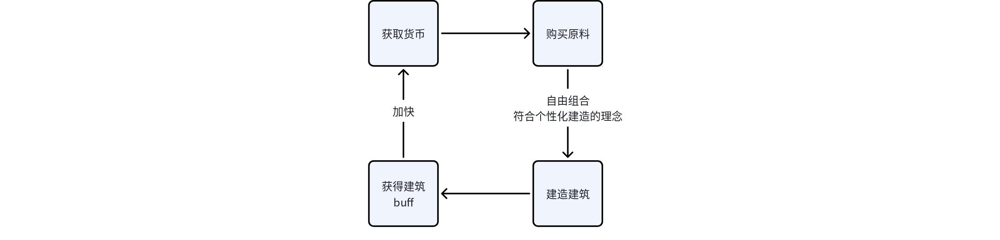 获取货币
购买原料
加快
自由组合
符合个性化建造的理念
获得建筑
buff
建造建筑